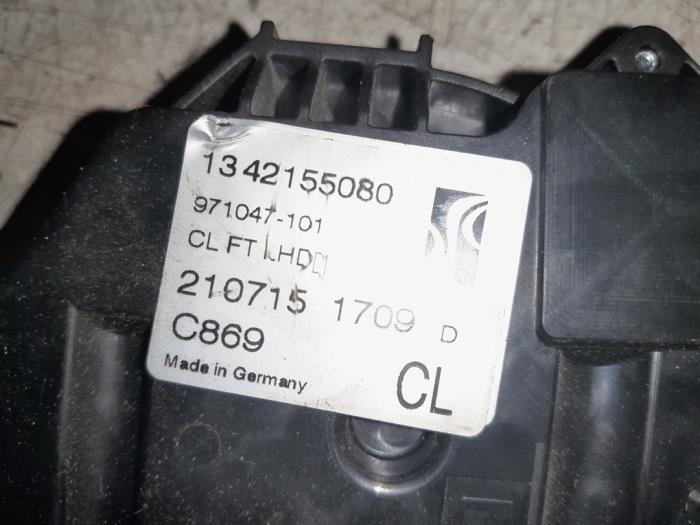 1342155080
971047-101
CL FT LHD
210715 1709 D
C869
Made in Germany
CL